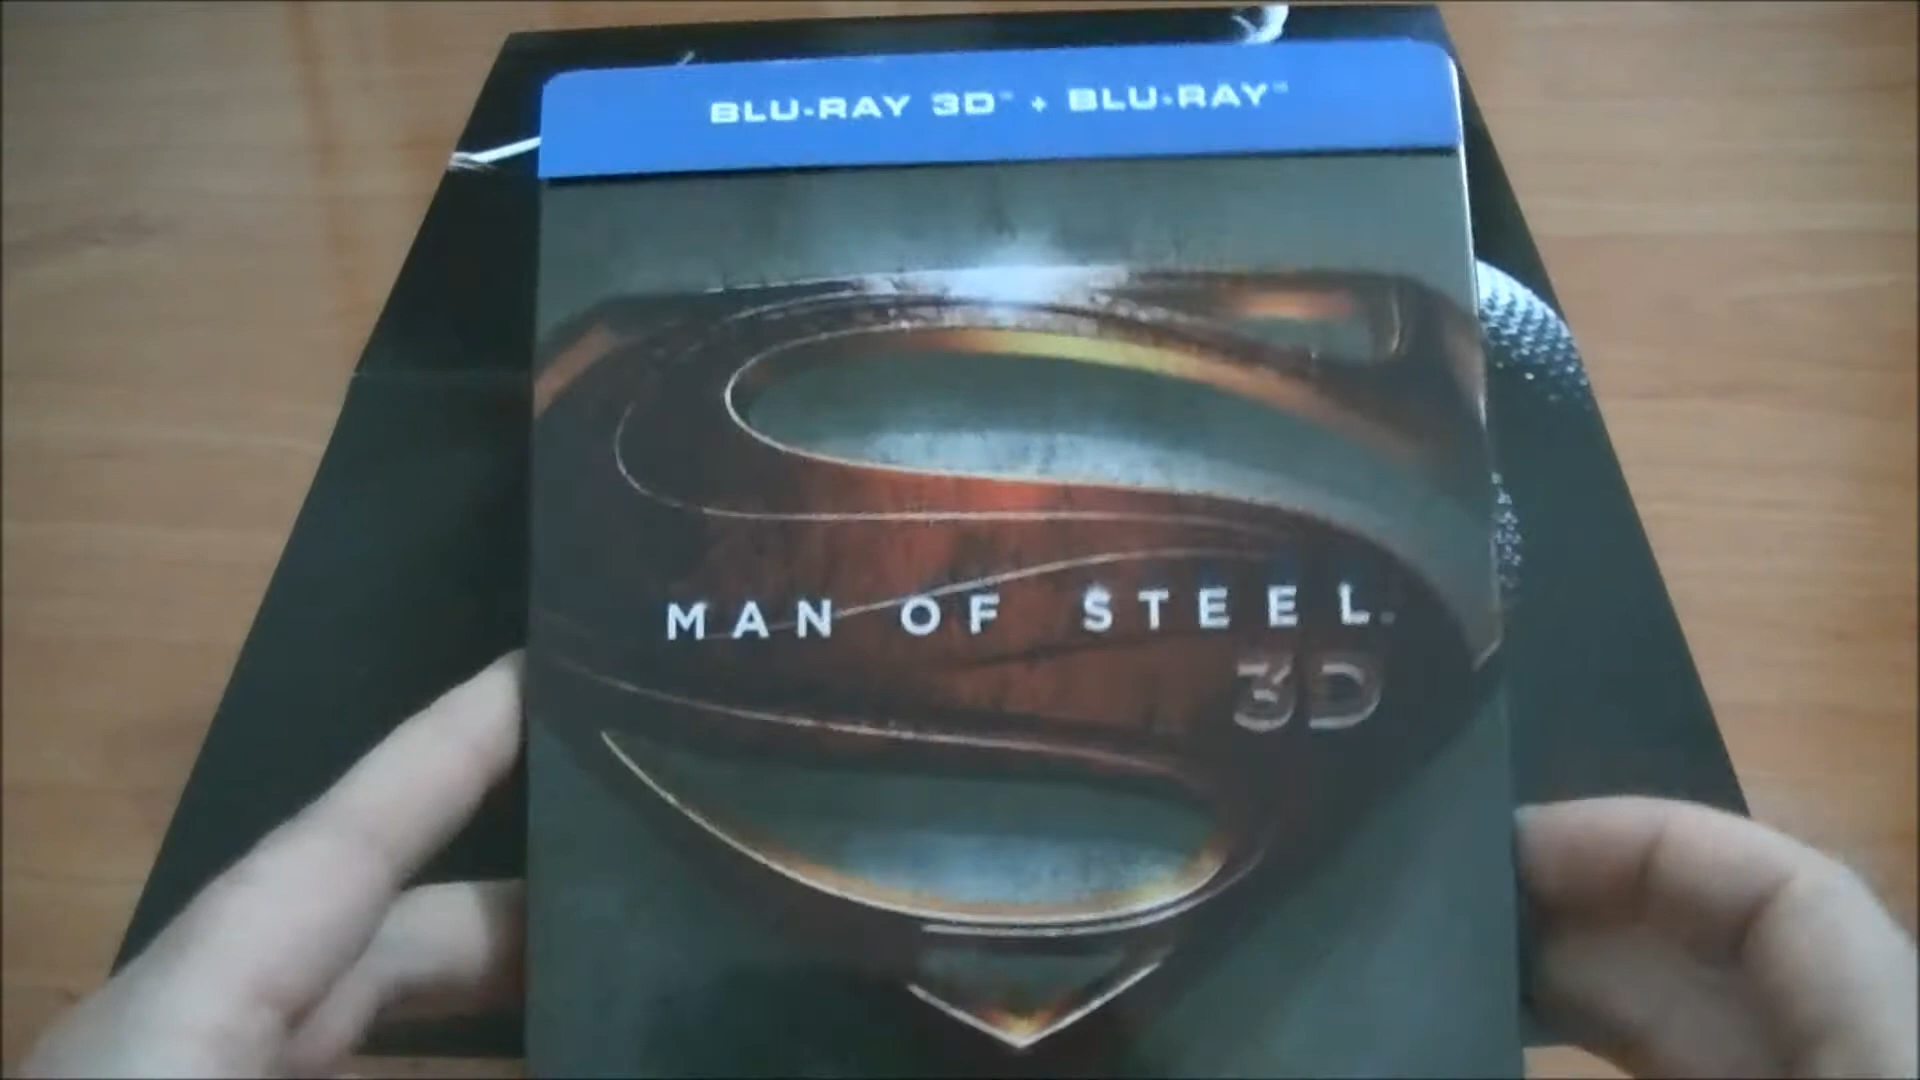 BLU-RAY 3D™ + BLU-RAY™
MAN OF STEEL
3D